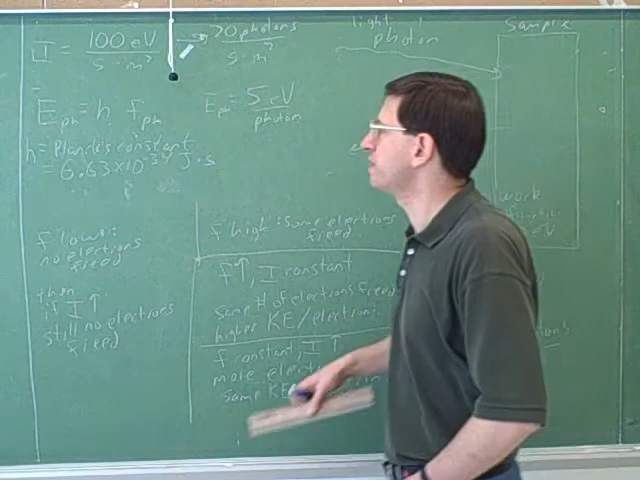 I = 100 eV / s · m² → 20 photons / s · m²
light
photon
Sample
E_ph = h f_ph
E_ph = 5 eV / photon
h = Planck's constant
= 6.63 × 10^-34 J · s
work
f low:
no electrons
freed
then
if I ↑
still no electrons
freed
f high: Some electrons
freed
f ↑, I constant
same # of electrons freed
higher KE/electron
f constant, I ↑
more
same KE